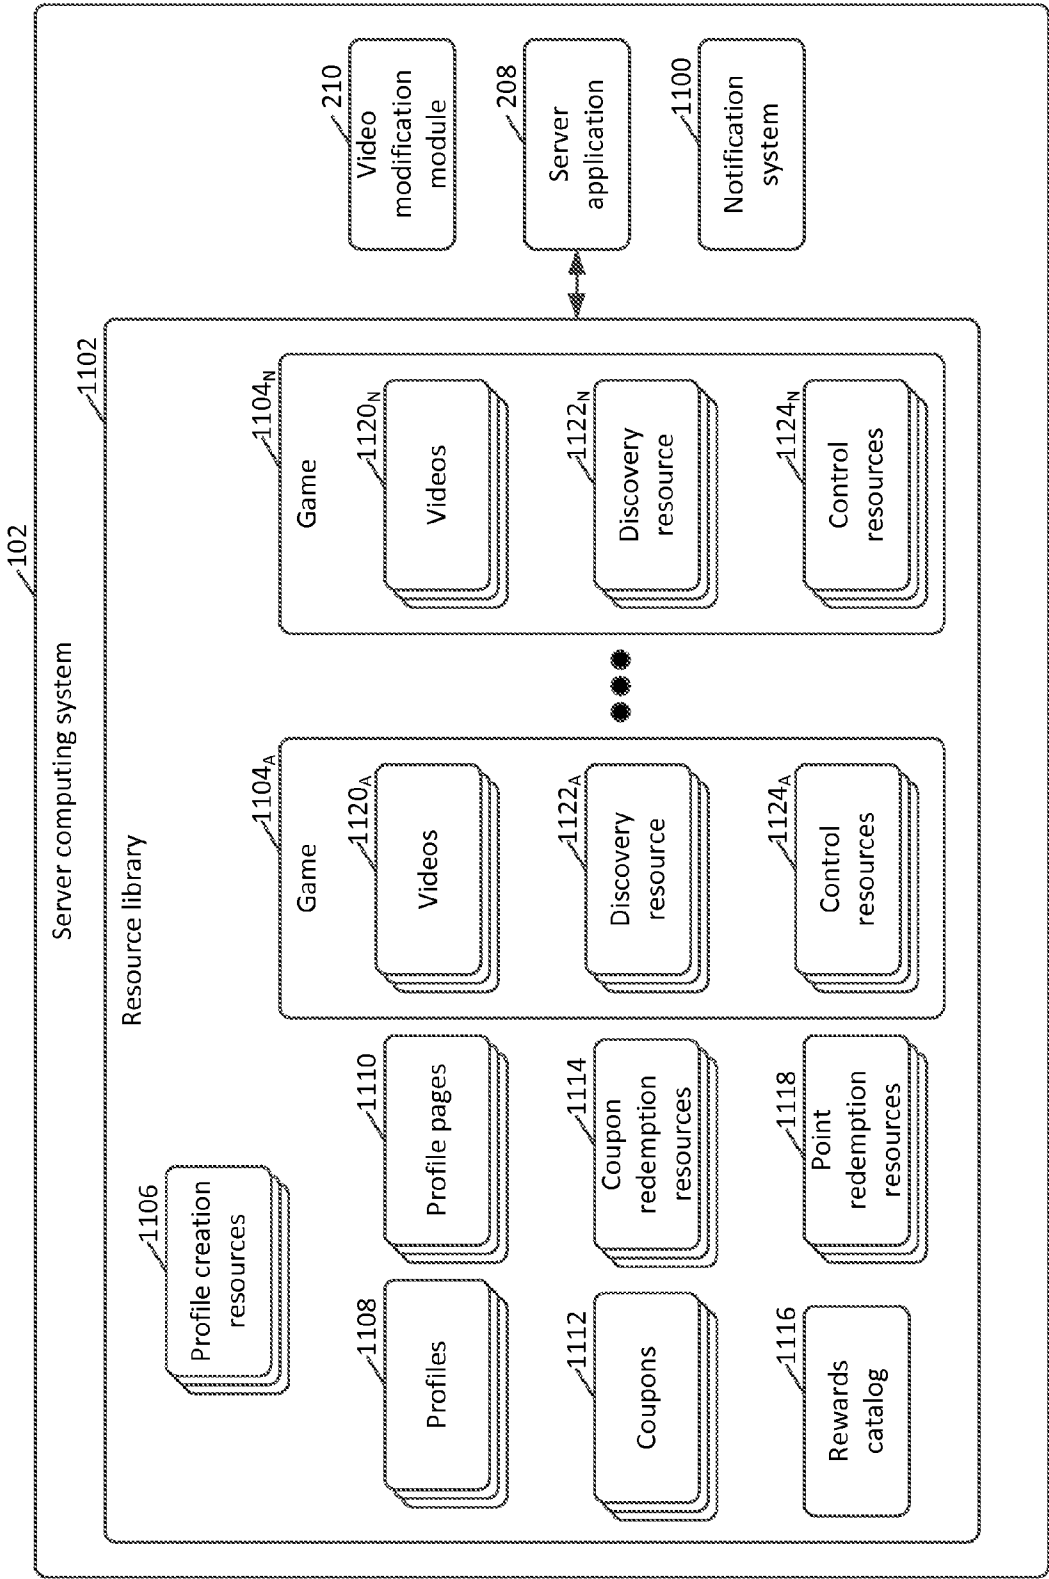 102
Server computing system
1102
Resource library
1106
Profile creation
resources
1108
Profiles
1110
Profile pages
1112
Coupons
1114
Coupon
redemption
resources
1116
Rewards
catalog
1118
Point
redemption
resources
1104A
Game
1120A
Videos
1122A
Discovery
resource
1124A
Control
resources
1104N
Game
1120N
Videos
1122N
Discovery
resource
1124N
Control
resources
210
Video
modification
module
208
Server
application
1100
Notification
system